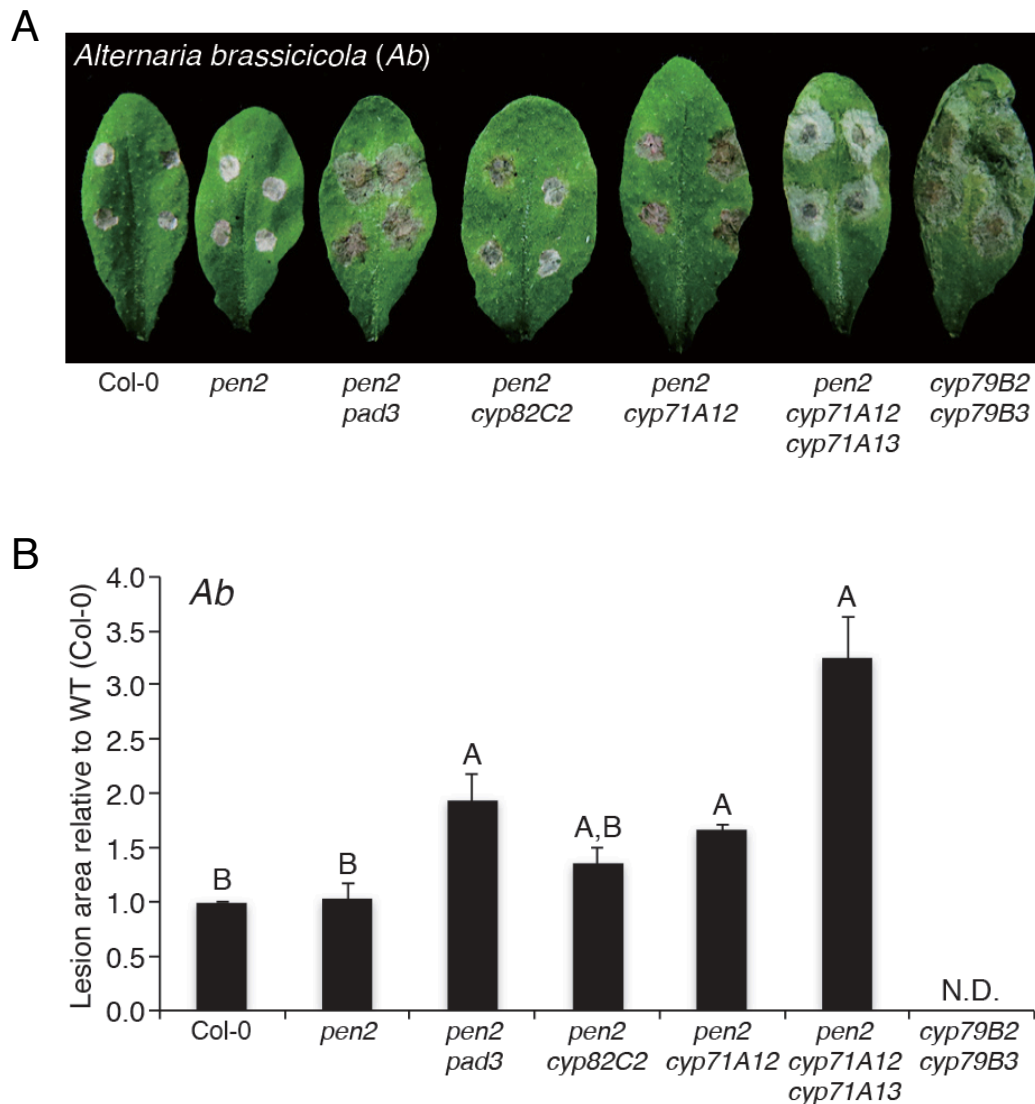 A
Alternaria brassicicola (Ab)
Col-0
pen2
pen2
pad3
pen2
cyp82C2
pen2
cyp71A12
pen2
cyp71A12
cyp71A13
cyp79B2
cyp79B3
B
Lesion area relative to WT (Col-0)
4.0
3.5
3.0
2.5
2.0
1.5
1.0
0.5
0.0
Ab
B
B
A
A,B
A
A
N.D.
Col-0
pen2
pen2
pad3
pen2
cyp82C2
pen2
cyp71A12
pen2
cyp71A12
cyp71A13
cyp79B2
cyp79B3